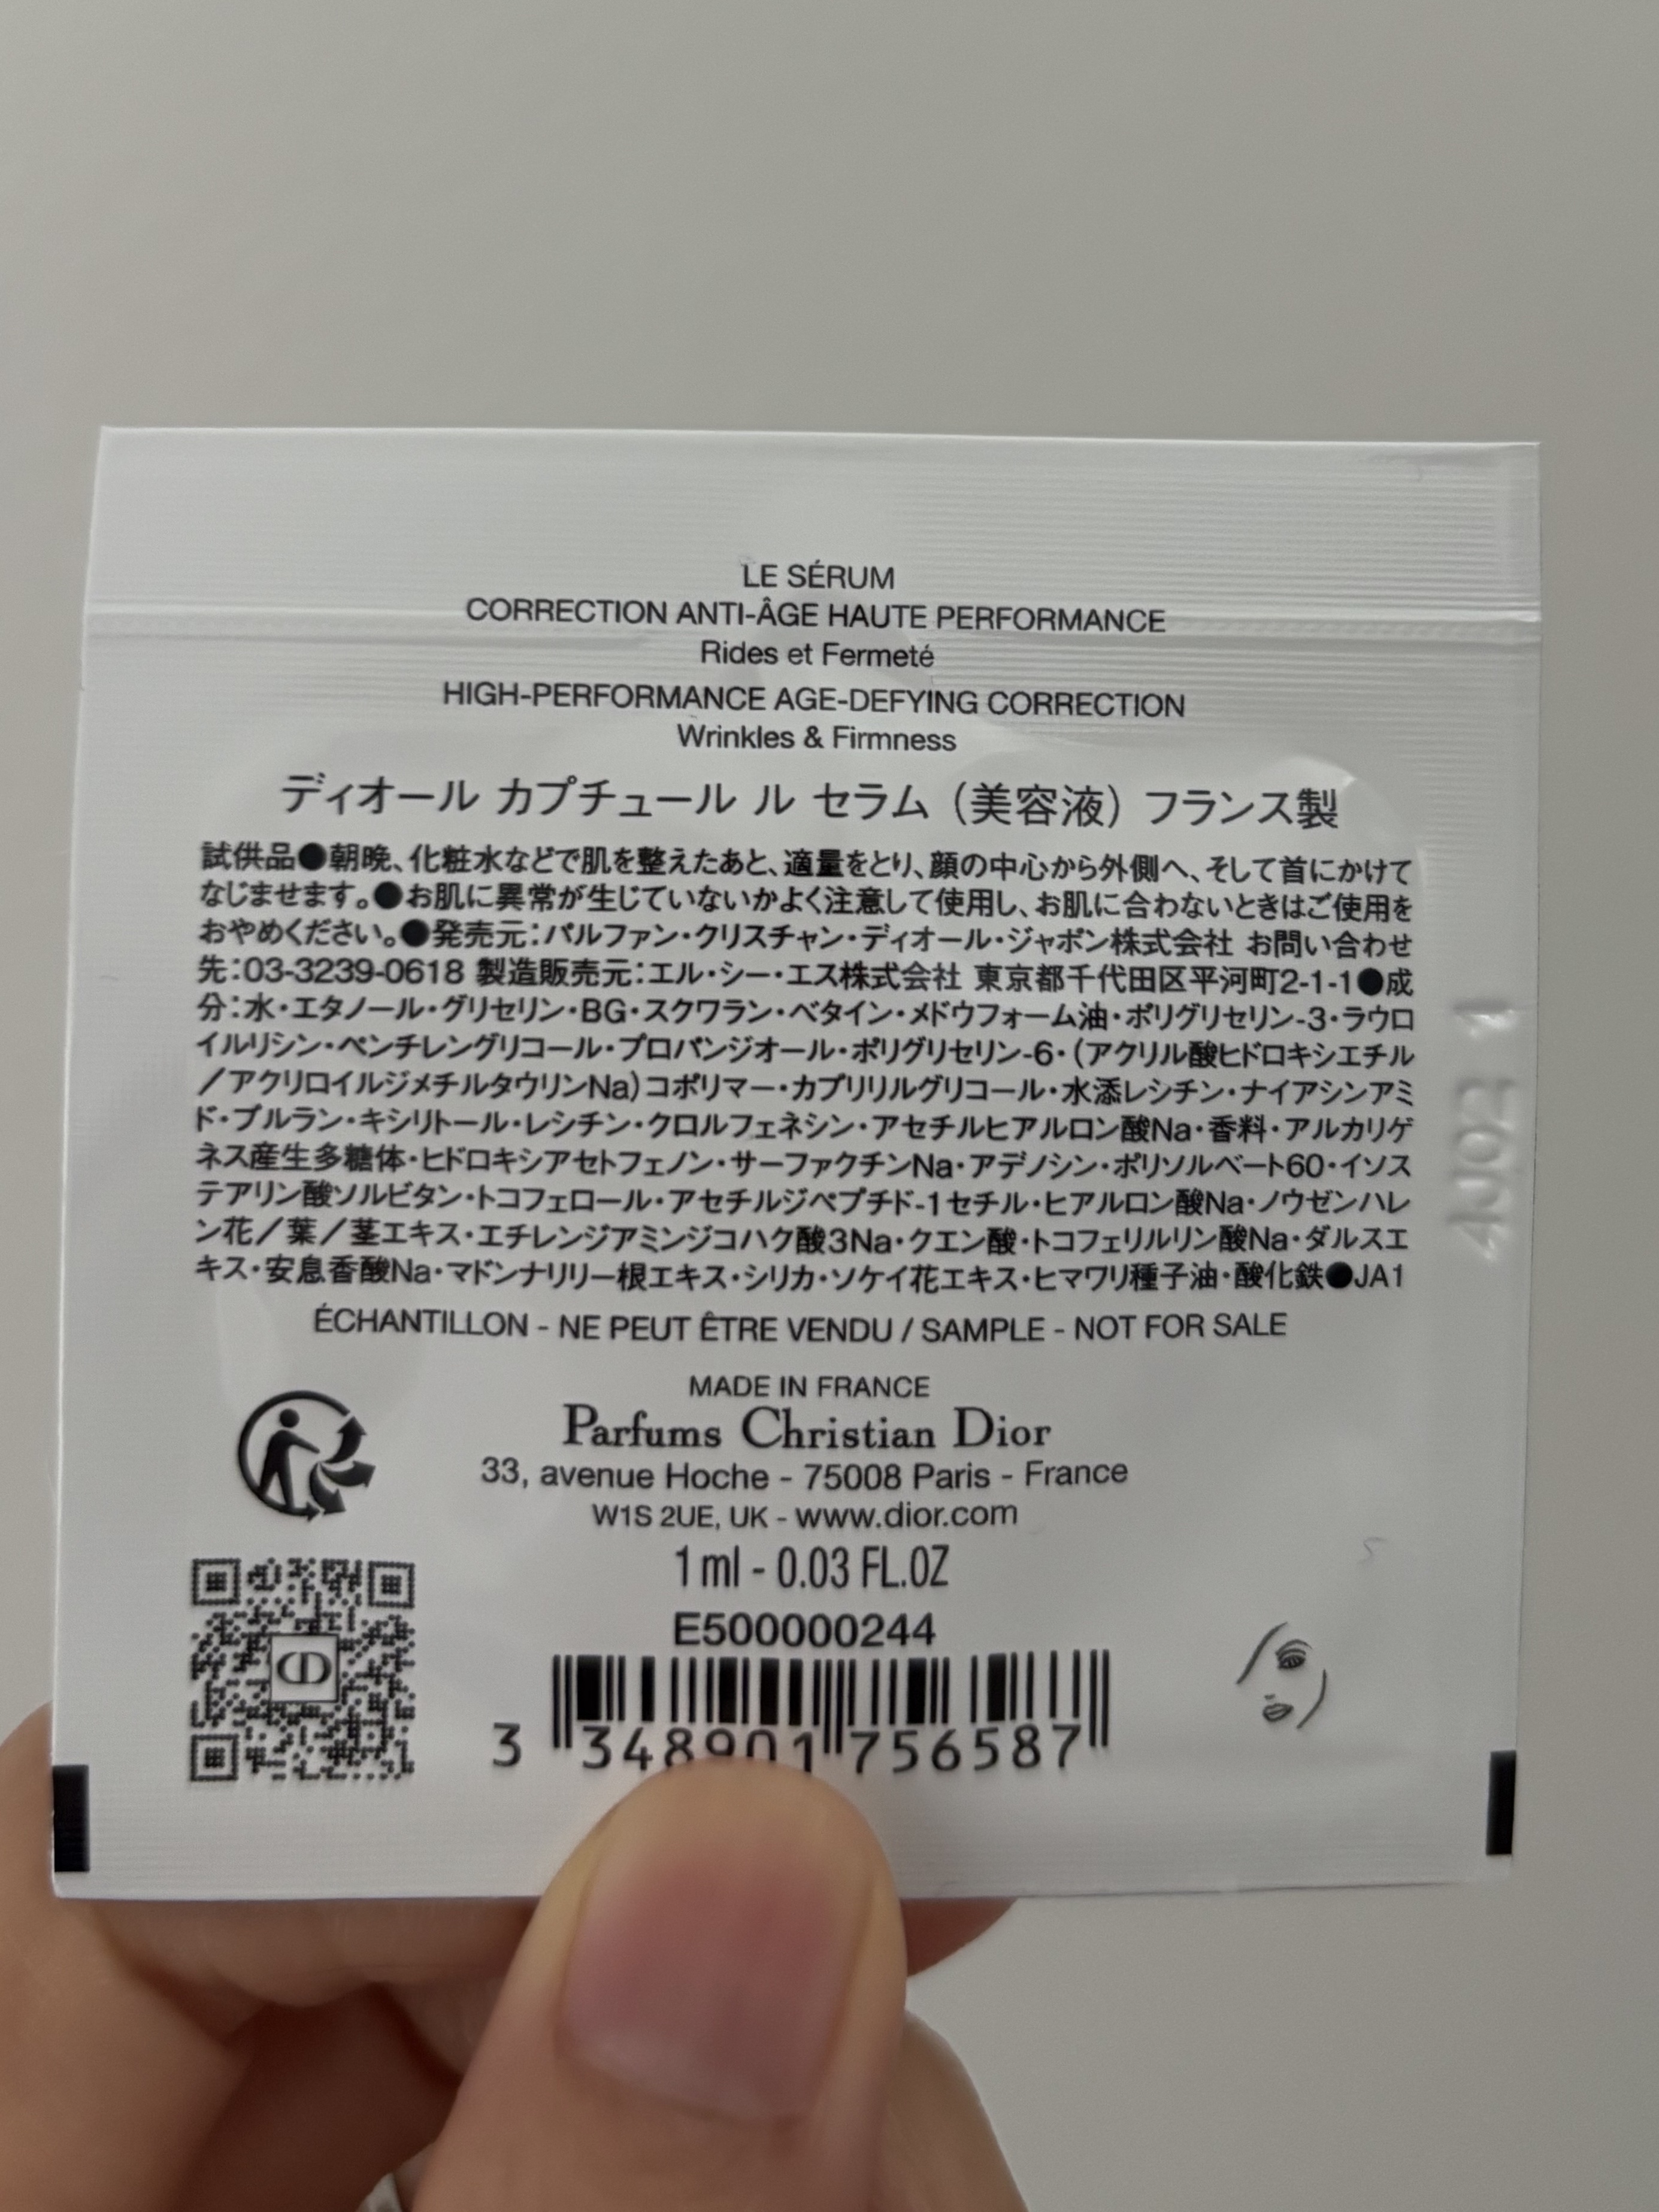 LE SÉRUM
CORRECTION ANTI-ÂGE HAUTE PERFORMANCE
Rides et Fermeté
HIGH-PERFORMANCE AGE-DEFYING CORRECTION
Wrinkles & Firmness
ディオール カプチュール ル セラム（美容液）フランス製
試供品●朝晩、化粧水などで肌を整えたあと、適量をとり、顔の中心から外側へ、そして首にかけて
なじませます。●お肌に異常が生じていないかよく注意して使用し、お肌に合わないときはご使用を
おやめください。●発売元：パルファン・クリスチャン・ディオール・ジャポン株式会社 お問い合わせ
先：03-3239-0618 製造販売元：エル・シー・エス株式会社 東京都千代田区平河町2-1-1●成
分：水・エタノール・グリセリン・BG・スクワラン・ベタイン・メドウフォーム油・ポリグリセリン-3・ラウロ
イルリシン・ペンチレングリコール・プロパンジオール・ポリグリセリン-6・（アクリル酸ヒドロキシエチル
／アクリロイルジメチルタウリンNa）コポリマー・カプリリルグリコール・水添レシチン・ナイアシンアミ
ド・プルラン・キシリトール・レシチン・クロルフェネシン・アセチルヒアルロン酸Na・香料・アルカリゲ
ネス産生多糖体・ヒドロキシアセトフェノン・サーファクチンNa・アデノシン・ポリソルベート60・イソス
テアリン酸ソルビタン・トコフェロール・アセチルジペプチド-1セチル・ヒアルロン酸Na・ノウゼンハレ
ン花／葉／茎エキス・エチレンジアミンジコハク酸3Na・クエン酸・トコフェリルリン酸Na・ダルスエ
キス・安息香酸Na・マドンナリリー根エキス・シリカ・ソケイ花エキス・ヒマワリ種子油・酸化鉄●JA1
ÉCHANTILLON - NE PEUT ÊTRE VENDU / SAMPLE - NOT FOR SALE
MADE IN FRANCE
Parfums Christian Dior
33, avenue Hoche - 75008 Paris - France
W1S 2UE, UK - www.dior.com
1 ml - 0.03 FL.OZ
E500000244
3 348901 756587
4J02 1